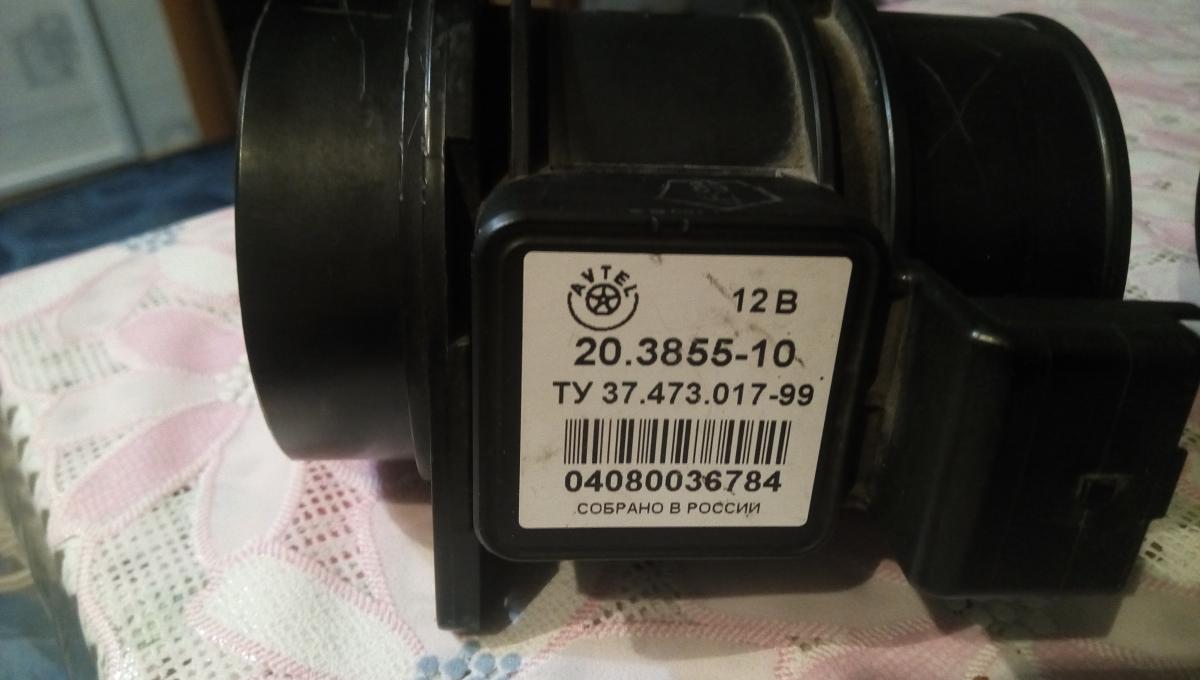 AVTEL
12 В
20.3855-10
ТУ 37.473.017-99
04080036784
СОБРАНО В РОССИИ